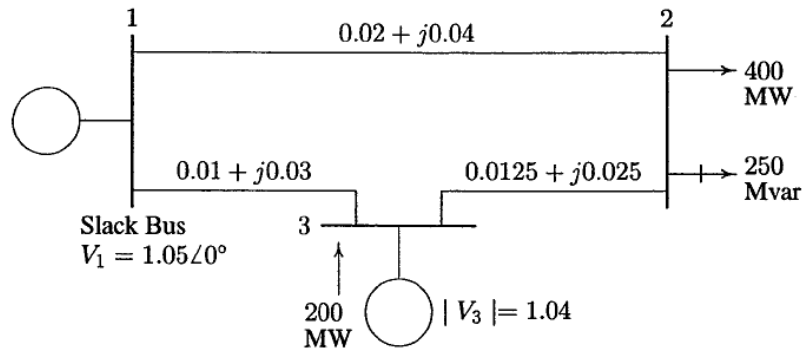 1
2
0.02 + j0.04
400
MW
0.01 + j0.03
0.0125 + j0.025
250
Mvar
Slack Bus
V₁ = 1.05∠0°
3
200
MW
| V₃ |= 1.04